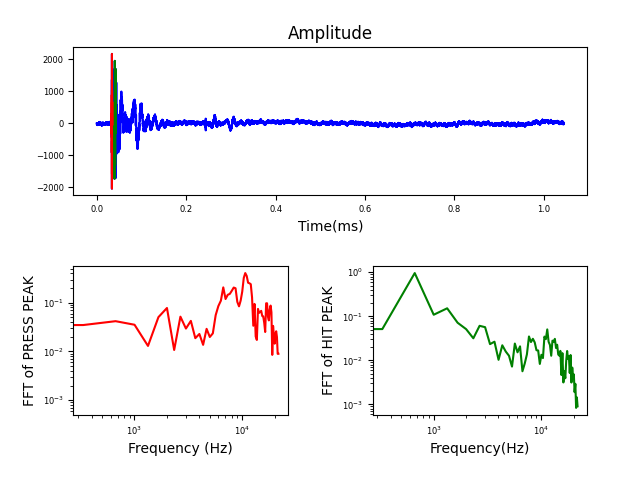 Amplitude
2000
1000
0
−1000
−2000
0.0 0.2 0.4 0.6 0.8 1.0
Time(ms)
FFT of PRESS PEAK
10⁻¹
10⁻²
10⁻³
10³ 10⁴
Frequency (Hz)
FFT of HIT PEAK
10⁰
10⁻¹
10⁻²
10⁻³
10³ 10⁴
Frequency(Hz)